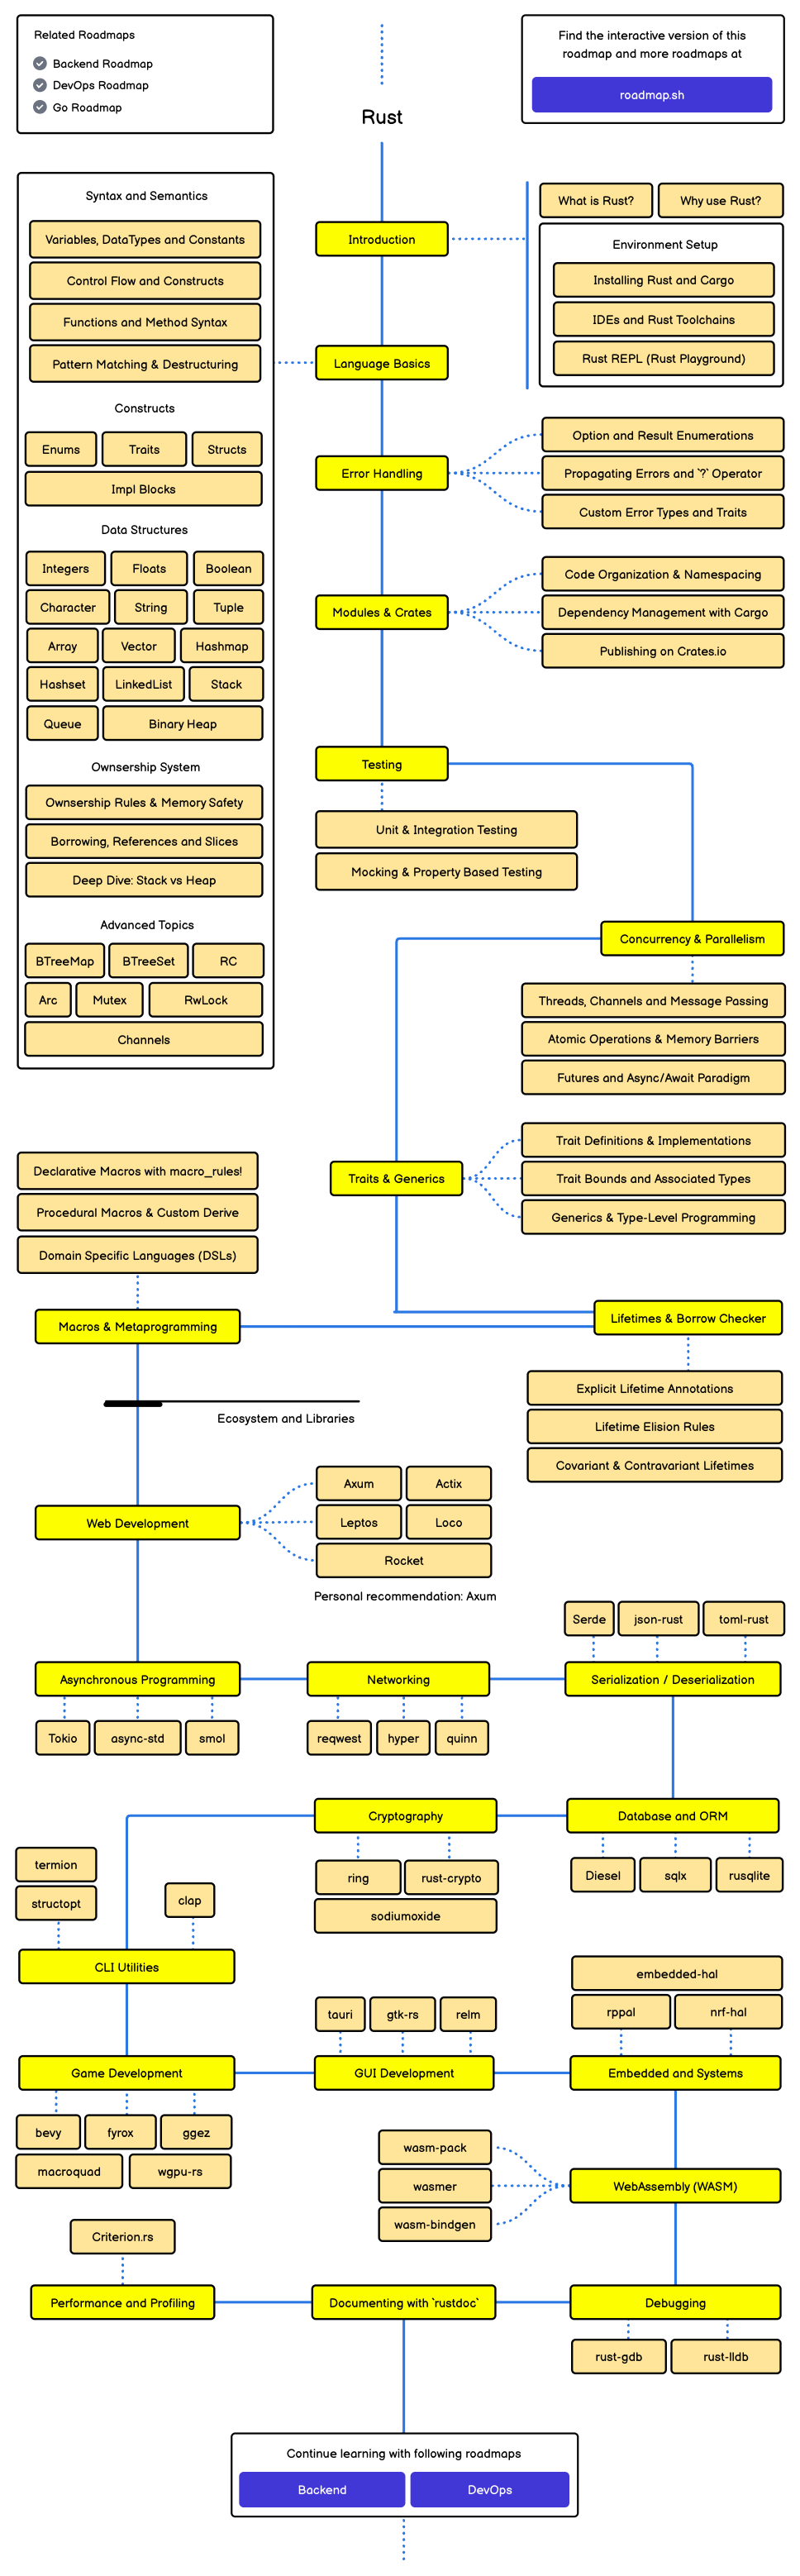 Related Roadmaps
Backend Roadmap
DevOps Roadmap
Go Roadmap
Find the interactive version of this
roadmap and more roadmaps at
roadmap.sh
Rust
Introduction
What is Rust?
Why use Rust?
Environment Setup
Installing Rust and Cargo
IDEs and Rust Toolchains
Rust REPL (Rust Playground)
Language Basics
Syntax and Semantics
Variables, DataTypes and Constants
Control Flow and Constructs
Functions and Method Syntax
Pattern Matching & Destructuring
Constructs
Enums
Traits
Structs
Impl Blocks
Data Structures
Integers
Floats
Boolean
Character
String
Tuple
Array
Vector
Hashmap
Hashset
LinkedList
Stack
Queue
Binary Heap
Ownsership System
Ownsership Rules & Memory Safety
Borrowing, References and Slices
Deep Dive: Stack vs Heap
Advanced Topics
BTreeMap
BTreeSet
RC
Arc
Mutex
RwLock
Channels
Error Handling
Option and Result Enumerations
Propagating Errors and `?` Operator
Custom Error Types and Traits
Modules & Crates
Code Organization & Namespacing
Dependency Management with Cargo
Publishing on Crates.io
Testing
Unit & Integration Testing
Mocking & Property Based Testing
Concurrency & Parallelism
Threads, Channels and Message Passing
Atomic Operations & Memory Barriers
Futures and Async/Await Paradigm
Traits & Generics
Trait Definitions & Implementations
Trait Bounds and Associated Types
Generics & Type-Level Programming
Lifetimes & Borrow Checker
Explicit Lifetime Annotations
Lifetime Elision Rules
Covariant & Contravariant Lifetimes
Declarative Macros with macro_rules!
Procedural Macros & Custom Derive
Domain Specific Languages (DSLs)
Macros & Metaprogramming
Ecosystem and Libraries
Web Development
Axum
Actix
Leptos
Loco
Rocket
Personal recommendation: Axum
Asynchronous Programming
Tokio
async-std
smol
Networking
reqwest
hyper
quinn
Serde
json-rust
toml-rust
Serialization / Deserialization
Database and ORM
Diesel
sqlx
rusqlite
Cryptography
ring
rust-crypto
sodiumoxide
termion
structopt
clap
CLI Utilities
Game Development
bevy
fyrox
ggez
macroquad
wgpu-rs
tauri
gtk-rs
relm
GUI Development
embedded-hal
rppal
nrf-hal
Embedded and Systems
wasm-pack
wasmer
wasm-bindgen
WebAssembly (WASM)
Debugging
rust-gdb
rust-lldb
Documenting with `rustdoc`
Criterion.rs
Performance and Profiling
Continue learning with following roadmaps
Backend
DevOps